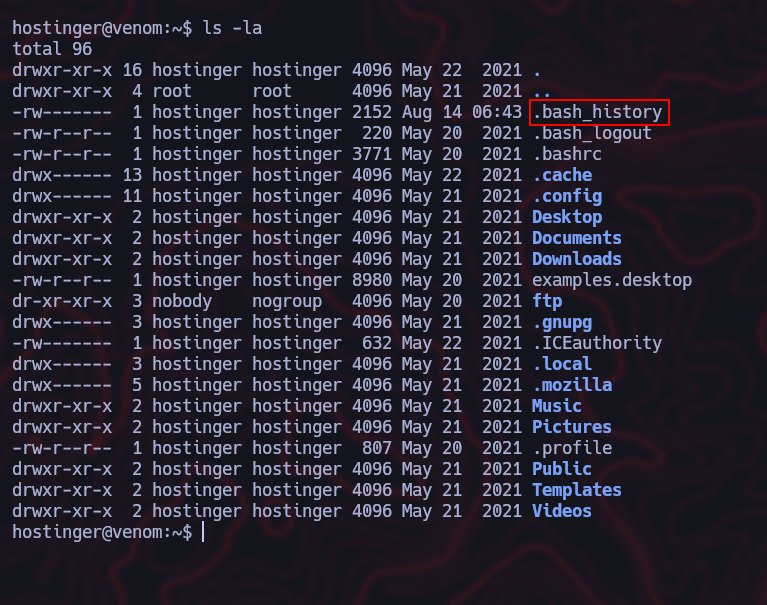 hostinger@venom:~$ ls -la
total 96
drwxr-xr-x 16 hostinger hostinger 4096 May 22  2021 .
drwxr-xr-x  4 root      root      4096 May 21  2021 ..
-rw-------  1 hostinger hostinger 2152 Aug 14 06:43 .bash_history
-rw-r--r--  1 hostinger hostinger  220 May 20  2021 .bash_logout
-rw-r--r--  1 hostinger hostinger 3771 May 20  2021 .bashrc
drwx------ 13 hostinger hostinger 4096 May 22  2021 .cache
drwx------ 11 hostinger hostinger 4096 May 21  2021 .config
drwxr-xr-x  2 hostinger hostinger 4096 May 21  2021 Desktop
drwxr-xr-x  2 hostinger hostinger 4096 May 21  2021 Documents
drwxr-xr-x  2 hostinger hostinger 4096 May 21  2021 Downloads
-rw-r--r--  1 hostinger hostinger 8980 May 20  2021 examples.desktop
dr-xr-xr-x  3 nobody    nogroup   4096 May 20  2021 ftp
drwx------  3 hostinger hostinger 4096 May 21  2021 .gnupg
-rw-------  1 hostinger hostinger  632 May 22  2021 .ICEauthority
drwx------  3 hostinger hostinger 4096 May 21  2021 .local
drwx------  5 hostinger hostinger 4096 May 21  2021 .mozilla
drwxr-xr-x  2 hostinger hostinger 4096 May 21  2021 Music
drwxr-xr-x  2 hostinger hostinger 4096 May 21  2021 Pictures
-rw-r--r--  1 hostinger hostinger  807 May 20  2021 .profile
drwxr-xr-x  2 hostinger hostinger 4096 May 21  2021 Public
drwxr-xr-x  2 hostinger hostinger 4096 May 21  2021 Templates
drwxr-xr-x  2 hostinger hostinger 4096 May 21  2021 Videos
hostinger@venom:~$